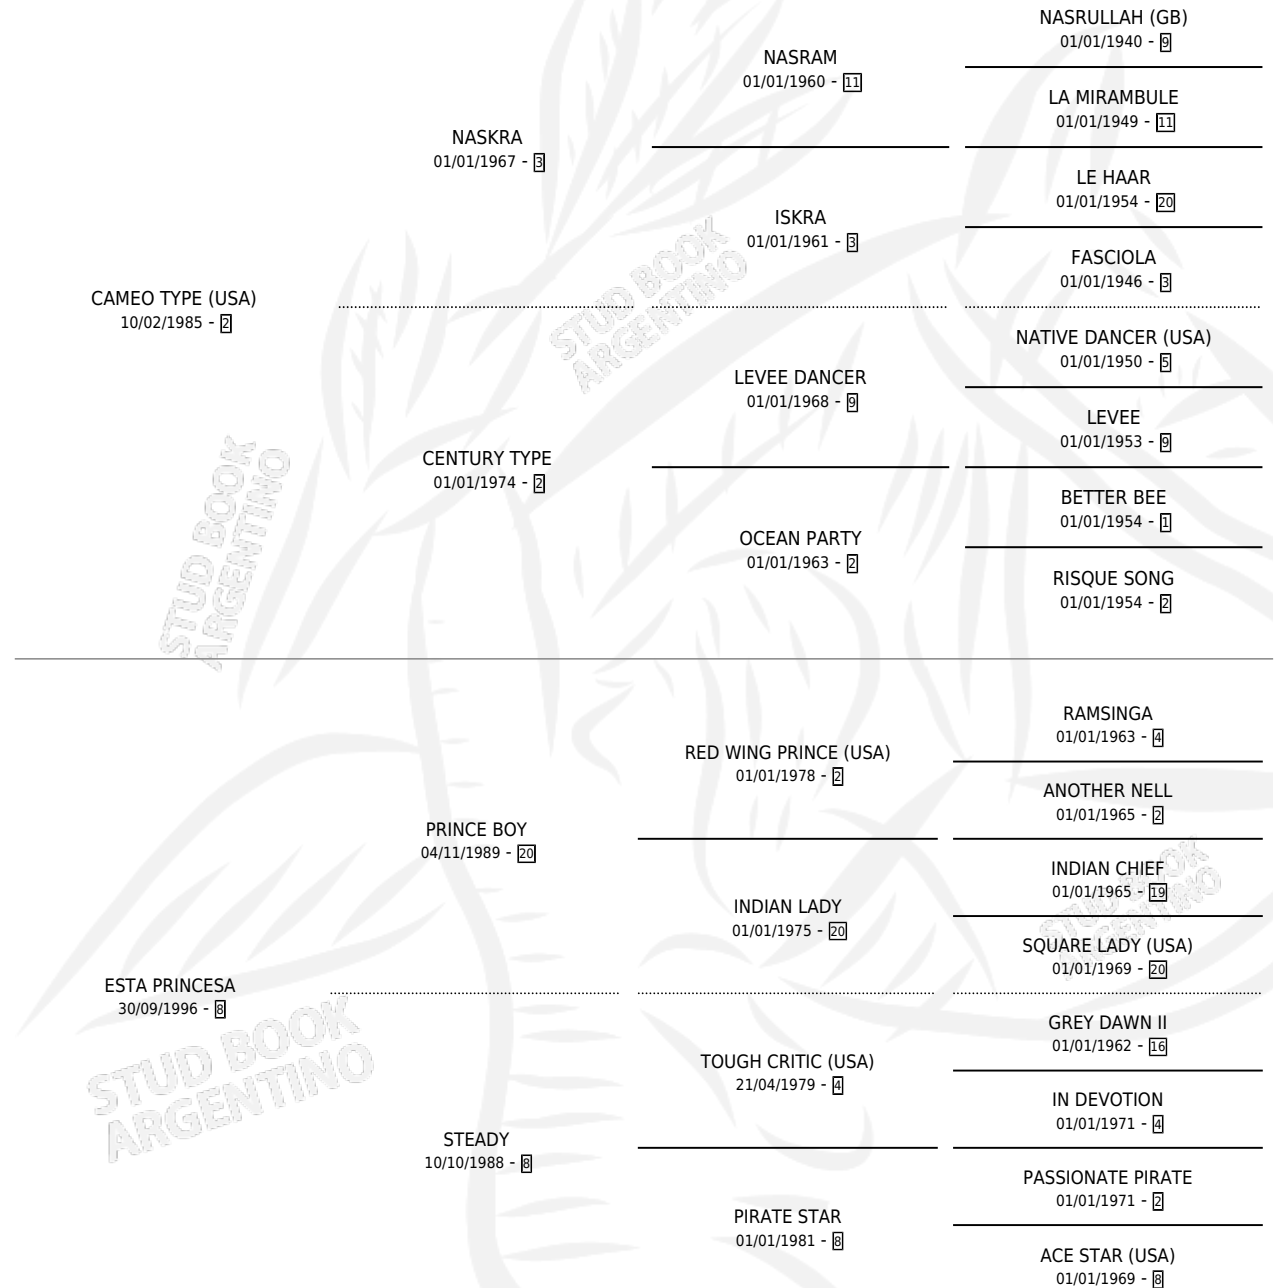 NASRULLAH (GB)
01/01/1940 - 9
NASRAM
01/01/1960 - 11
LA MIRAMBULE
01/01/1949 - 11
NASKRA
01/01/1967 - 3
LE HAAR
01/01/1954 - 20
ISKRA
01/01/1961 - 3
FASCIOLA
01/01/1946 - 3
CAMEO TYPE (USA)
10/02/1985 - 2
NATIVE DANCER (USA)
01/01/1950 - 5
LEVEE DANCER
01/01/1968 - 9
LEVEE
01/01/1953 - 9
CENTURY TYPE
01/01/1974 - 2
BETTER BEE
01/01/1954 - 1
OCEAN PARTY
01/01/1963 - 2
RISQUE SONG
01/01/1954 - 2
RAMSINGA
01/01/1963 - 4
RED WING PRINCE (USA)
01/01/1978 - 2
ANOTHER NELL
01/01/1965 - 2
PRINCE BOY
04/11/1989 - 20
INDIAN CHIEF
01/01/1965 - 19
INDIAN LADY
01/01/1975 - 20
SQUARE LADY (USA)
01/01/1969 - 20
ESTA PRINCESA
30/09/1996 - 8
GREY DAWN II
01/01/1962 - 16
TOUGH CRITIC (USA)
21/04/1979 - 4
IN DEVOTION
01/01/1971 - 4
STEADY
10/10/1988 - 8
PASSIONATE PIRATE
01/01/1971 - 2
PIRATE STAR
01/01/1981 - 8
ACE STAR (USA)
01/01/1969 - 8
STUD BOOK
ARGENTINO
STUD BOOK
ARGENTINO
STUD BOOK
ARGENTINO
STUD BOOK
ARGENTINO